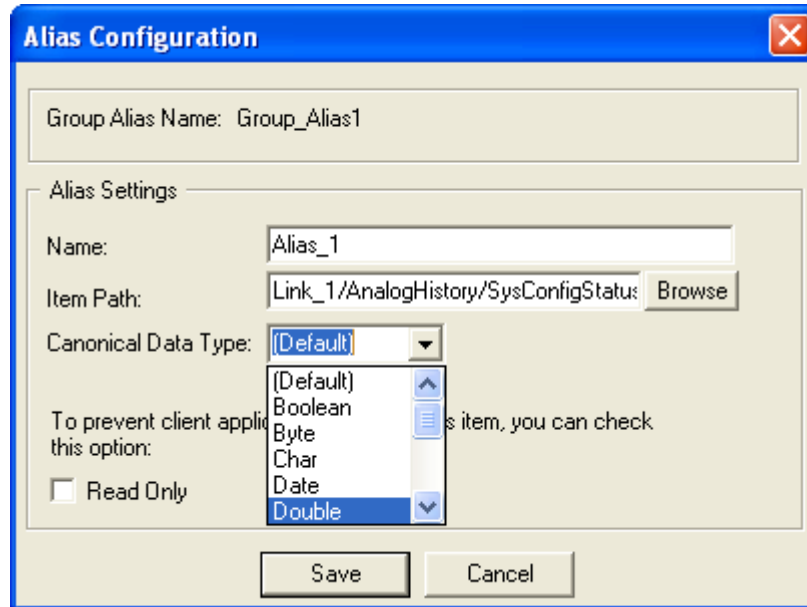 Alias Configuration
Group Alias Name: Group_Alias1
Alias Settings
Name: Alias_1
Item Path: Link_1/AnalogHistory/SysConfigStatus Browse
Canonical Data Type: (Default)
(Default)
Boolean
Byte
Char
Date
Double
To prevent client s item, you can check
this option:
Read Only
Save Cancel